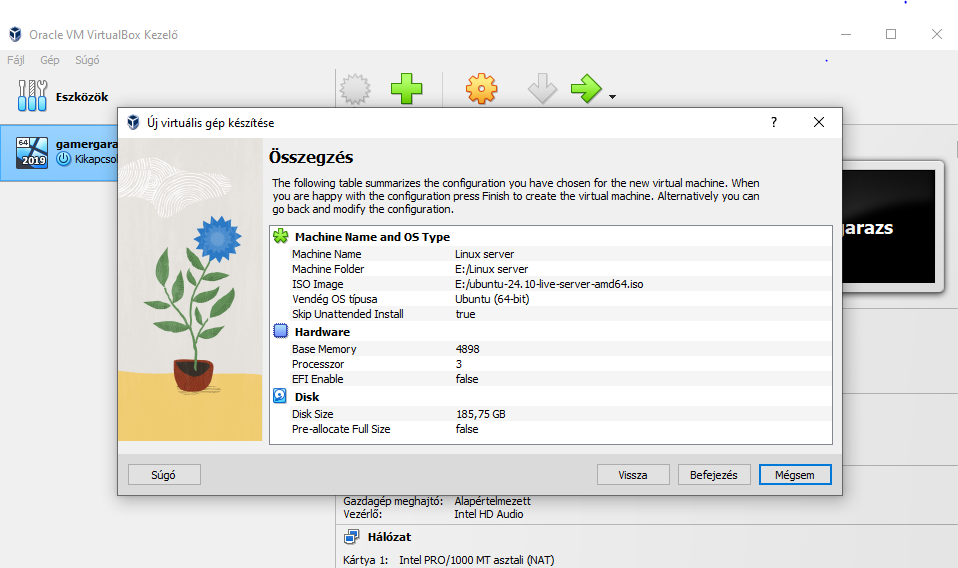 Oracle VM VirtualBox Kezelő
Fájl Gép Súgó
Eszközök
64
2019
gamergara
Kikapcsol
Új virtuális gép készítése
?
Összegzés
The following table summarizes the configuration you have chosen for the new virtual machine. When
you are happy with the configuration press Finish to create the virtual machine. Alternatively you can
go back and modify the configuration.
Machine Name and OS Type
Machine Name Linux server
Machine Folder E:/Linux server
ISO Image E:/ubuntu-24.10-live-server-amd64.iso
Vendég OS típusa Ubuntu (64-bit)
Skip Unattended Install true
Hardware
Base Memory 4898
Processzor 3
EFI Enable false
Disk
Disk Size 185,75 GB
Pre-allocate Full Size false
Súgó Vissza Befejezés Mégsem
garazs
Gazdagép meghajtó: Alapértelmezett
Vezérlő: Intel HD Audio
Hálózat
Kártya 1: Intel PRO/1000 MT asztali (NAT)